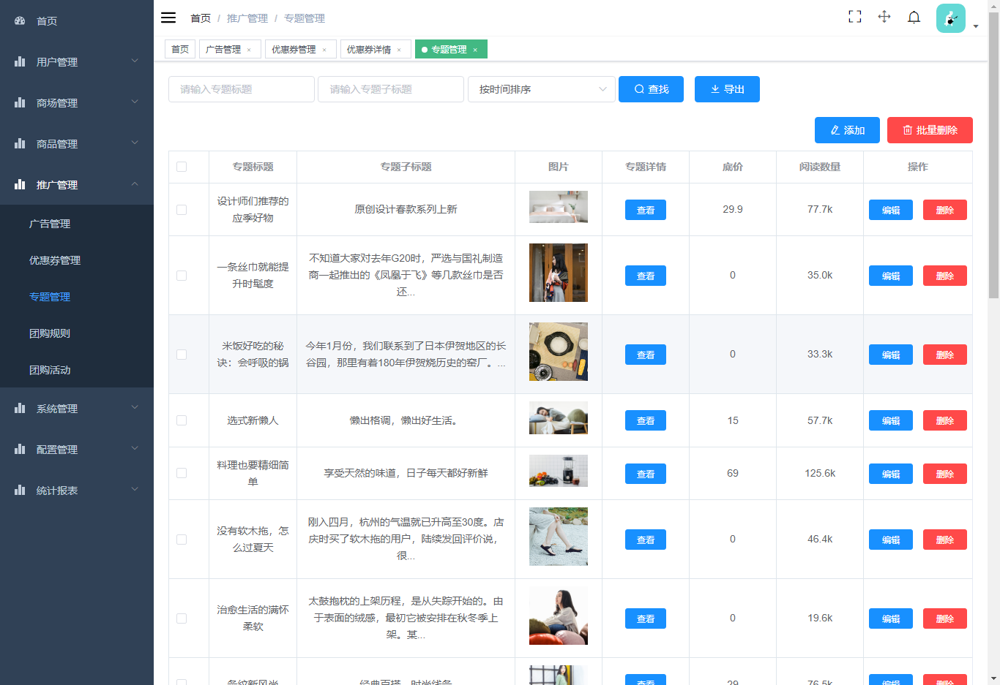 首页
用户管理
商场管理
商品管理
推广管理
广告管理
优惠券管理
专题管理
团购规则
团购活动
系统管理
配置管理
统计报表
首页 / 推广管理 / 专题管理
首页 广告管理 × 优惠券管理 × 优惠券详情 × 专题管理 ×
请输入专题标题 请输入专题子标题 按时间排序 查找 导出
添加 批量删除
专题标题 专题子标题 图片 专题详情 底价 阅读数量 操作
设计师们推荐的
应季好物
原创设计春款系列上新
查看 29.9 77.7k 编辑 删除
一条丝巾就能提
升时髦度
不知道大家对去年G20时，严选与国礼制造
商一起推出的《凤凰于飞》等几款丝巾是否
还...
查看 0 35.0k 编辑 删除
米饭好吃的秘
诀：会呼吸的锅
今年1月份，我们联系到了日本伊贺地区的长
谷园，那里有着180年伊贺烧历史的窑厂。...
查看 0 33.3k 编辑 删除
选式新懒人
懒出格调，懒出好生活。
查看 15 57.7k 编辑 删除
料理也要精细简
单
享受天然的味道，日子每天都好新鲜
查看 69 125.6k 编辑 删除
没有软木拖，怎
么过夏天
刚入四月，杭州的气温就已升高至30度。店
庆时买了软木拖的用户，陆续发回评价说，
很...
查看 0 46.4k 编辑 删除
治愈生活的满怀
柔软
太鼓抱枕的上架历程，是从失踪开始的。由
于表面的绒感，最初它被安排在秋冬季上
架。某...
查看 0 19.6k 编辑 删除
条纹新风尚
经典百搭，时尚线条
查看 29 76.5k 编辑 删除